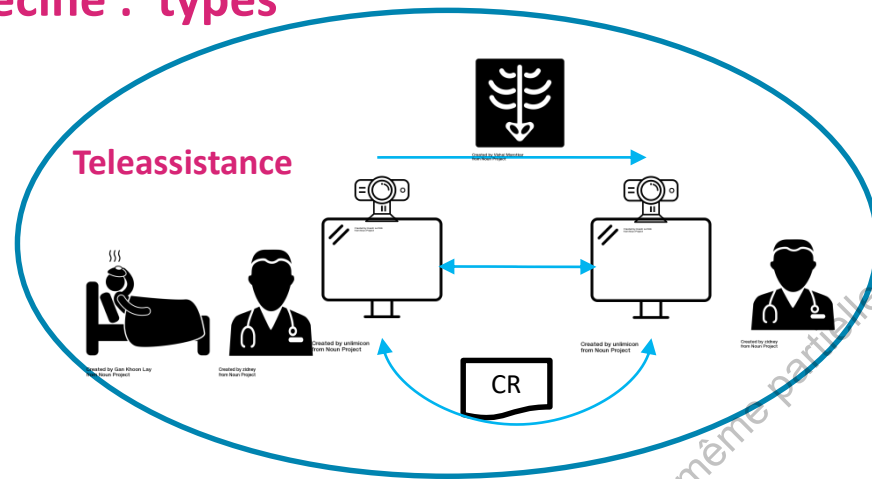 écine : types
Created by Vishal Marotkar
from Noun Project
Teleassistance
Created by Gan Khoon Lay
from Noun Project
Created by zidney
from Noun Project
Created by unlimicon
from Noun Project
Created by unlimicon
from Noun Project
Created by zidney
from Noun Project
CR
même partielle